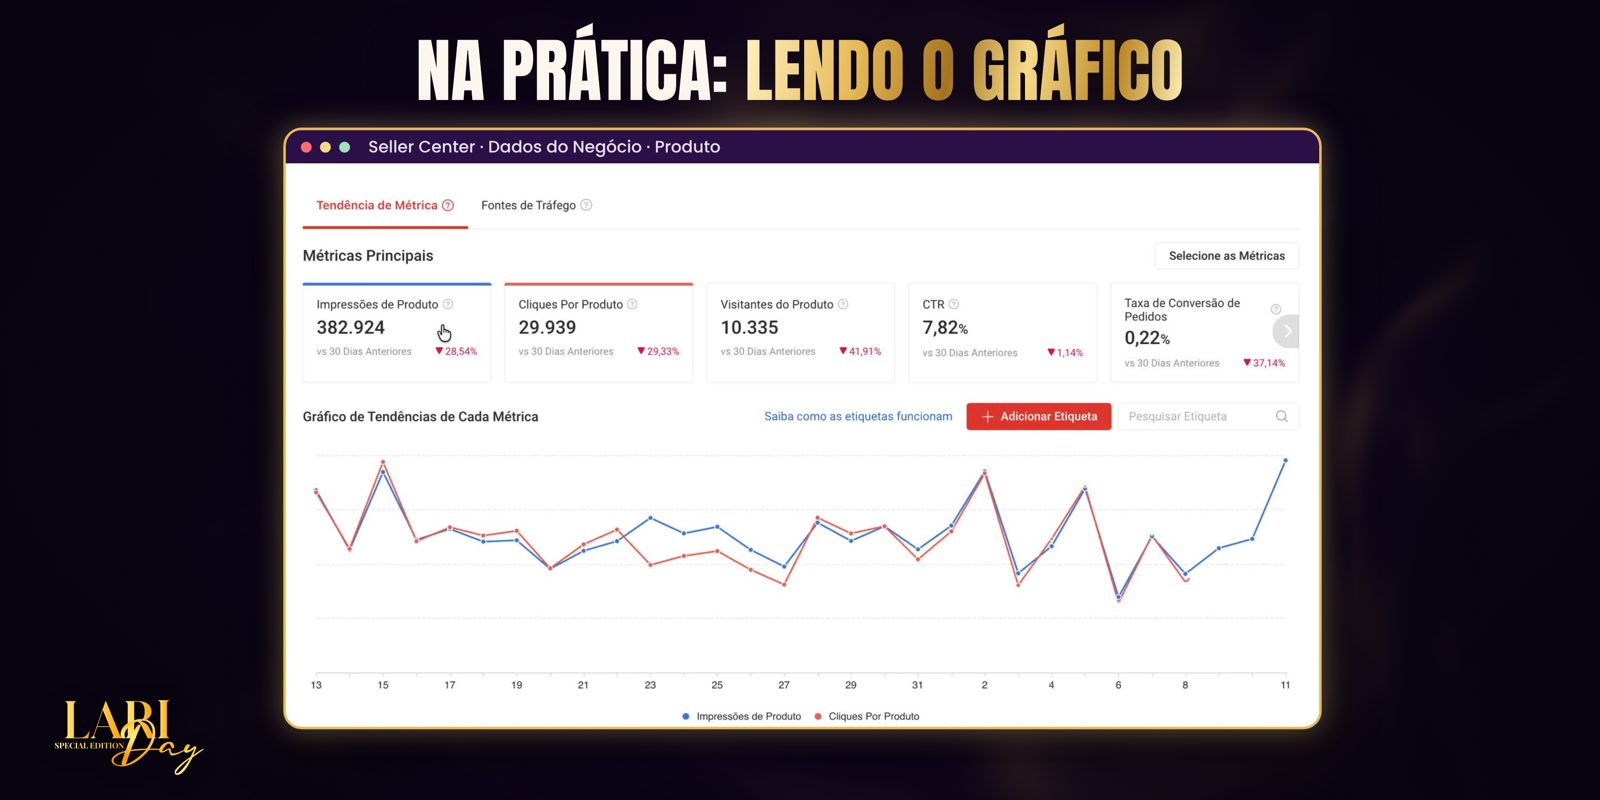 NA PRÁTICA: LENDO O GRÁFICO
Seller Center · Dados do Negócio · Produto
Tendência de Métrica ?
Fontes de Tráfego ?
Métricas Principais
Selecione as Métricas
Impressões de Produto ?
382.924
vs 30 Dias Anteriores ▼28,54%
Cliques Por Produto ?
29.939
vs 30 Dias Anteriores ▼29,33%
Visitantes do Produto ?
10.335
vs 30 Dias Anteriores ▼41,91%
CTR ?
7,82%
vs 30 Dias Anteriores ▼1,14%
Taxa de Conversão de
Pedidos ?
0,22%
vs 30 Dias Anteriores ▼37,14%
Gráfico de Tendências de Cada Métrica
Saiba como as etiquetas funcionam
+ Adicionar Etiqueta
Pesquisar Etiqueta
13 15 17 19 21 23 25 27 29 31 2 4 6 8 11
Impressões de Produto
Cliques Por Produto
LABI
SPECIAL EDITION
Day